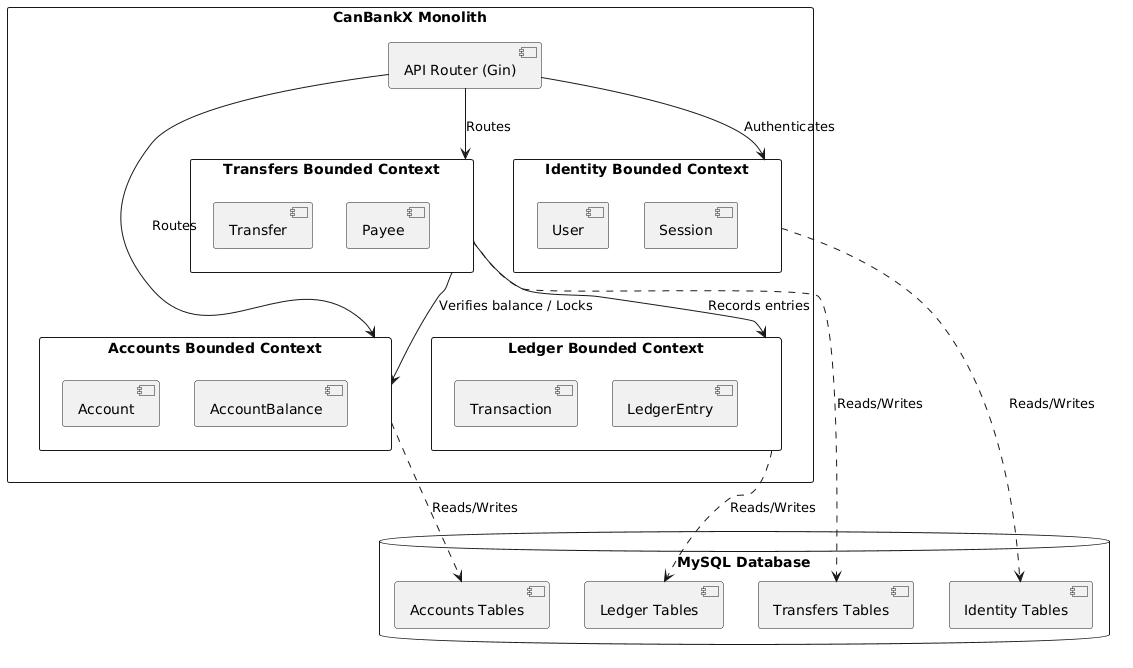 CanBankX Monolith
API Router (Gin)
Routes
Authenticates
Transfers Bounded Context
Identity Bounded Context
Transfer
Payee
User
Session
Routes
Verifies balance / Locks
Records entries
Accounts Bounded Context
Ledger Bounded Context
Account
AccountBalance
Transaction
LedgerEntry
Reads/Writes
Reads/Writes
Reads/Writes
Reads/Writes
MySQL Database
Accounts Tables
Ledger Tables
Transfers Tables
Identity Tables